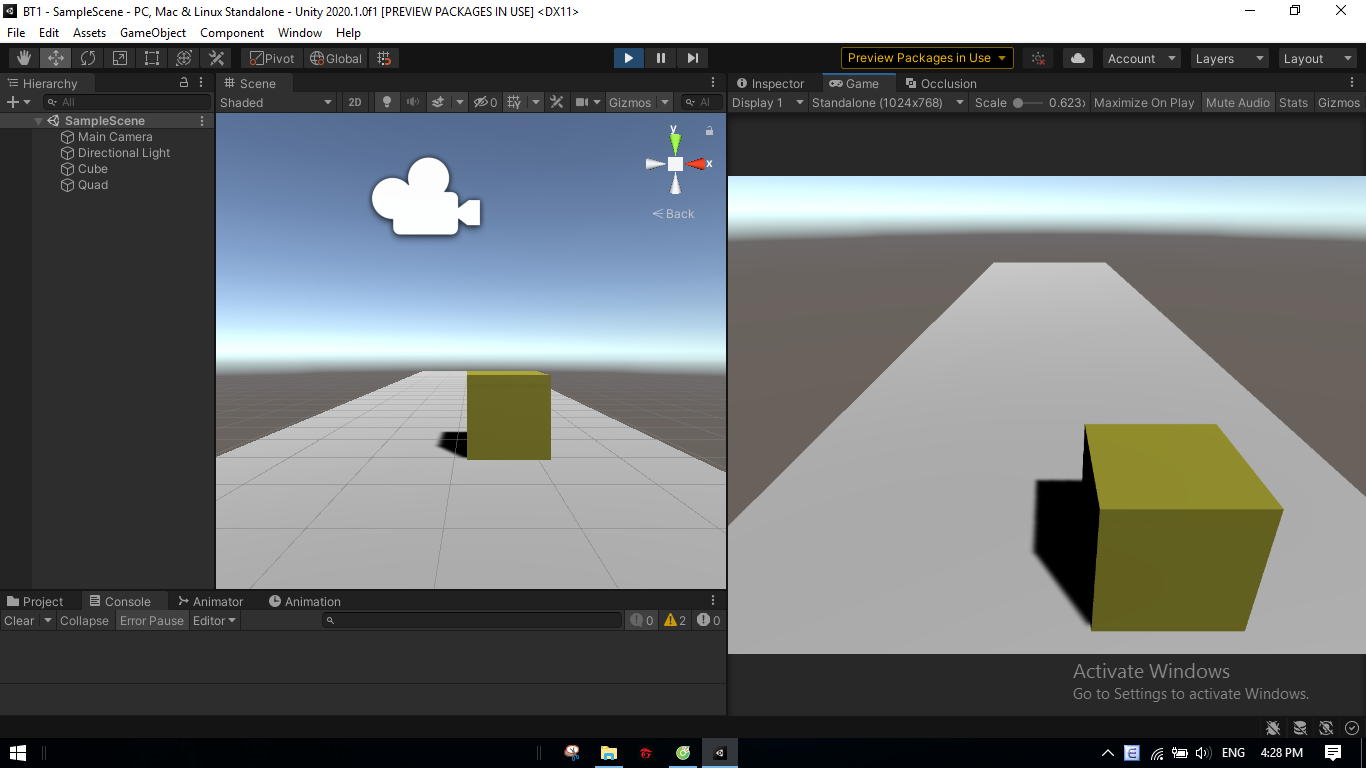 BT1 - SampleScene - PC, Mac & Linux Standalone - Unity 2020.1.0f1 [PREVIEW PACKAGES IN USE] <DX11>
File Edit Assets GameObject Component Window Help
Pivot Global Preview Packages in Use Account Layers Layout
Hierarchy Scene Inspector Game Occlusion
All Shaded 2D 0 Gizmos Al Display 1 Standalone (1024x768) Scale 0.623x Maximize On Play Mute Audio Stats Gizmos
SampleScene
Main Camera
Directional Light
Cube
Quad
y
x
Back
Project Console Animator Animation
Clear Collapse Error Pause Editor 0 2 0
Activate Windows
Go to Settings to activate Windows.
E ENG 4:28 PM